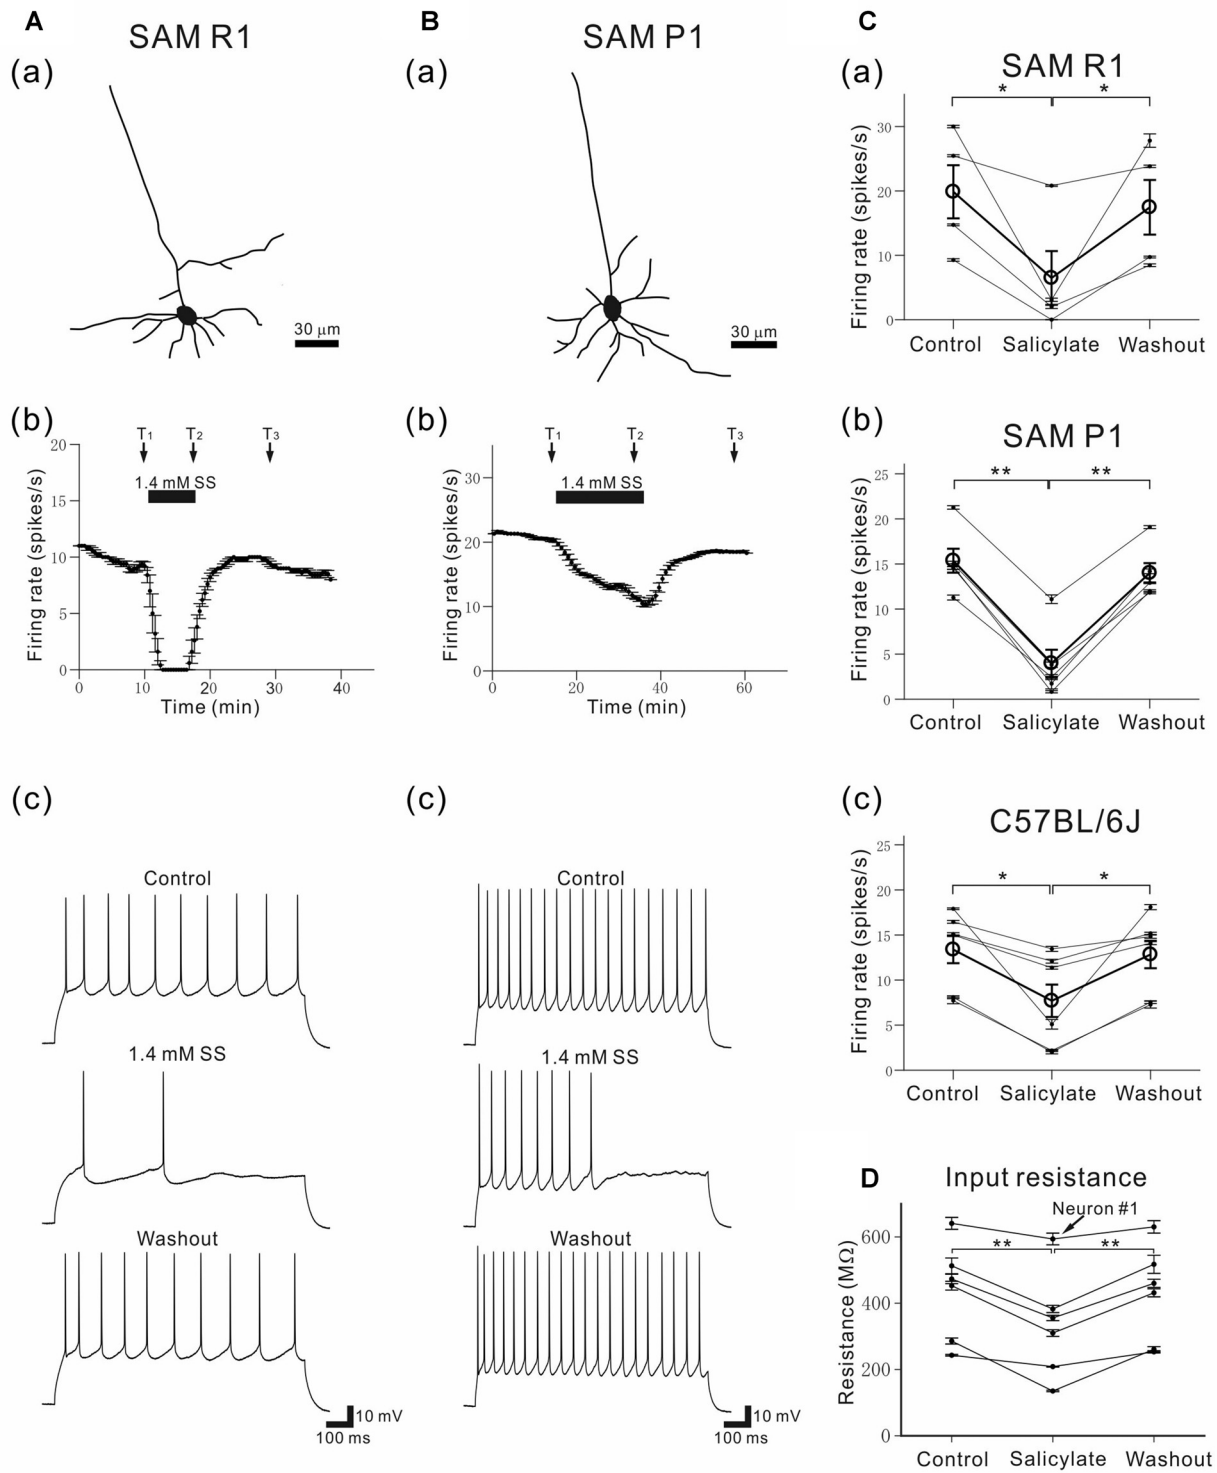 A
SAM R1
(a)
30 μm
(b)
T1 T2 T3
1.4 mM SS
Firing rate (spikes/s)
20
15
10
5
0
0 10 20 30 40
Time (min)
(c)
Control
1.4 mM SS
Washout
10 mV
100 ms
B
SAM P1
(a)
30 μm
(b)
T1 T2 T3
1.4 mM SS
Firing rate (spikes/s)
30
20
10
0
0 20 40 60
Time (min)
(c)
Control
1.4 mM SS
Washout
10 mV
100 ms
C
(a)
SAM R1
* *
Firing rate (spikes/s)
30
20
10
0
Control Salicylate Washout
(b)
SAM P1
** **
Firing rate (spikes/s)
25
20
15
10
5
0
Control Salicylate Washout
(c)
C57BL/6J
* *
Firing rate (spikes/s)
25
20
15
10
5
0
Control Salicylate Washout
D
Input resistance
Neuron #1
** **
Resistance (MΩ)
600
400
200
0
Control Salicylate Washout